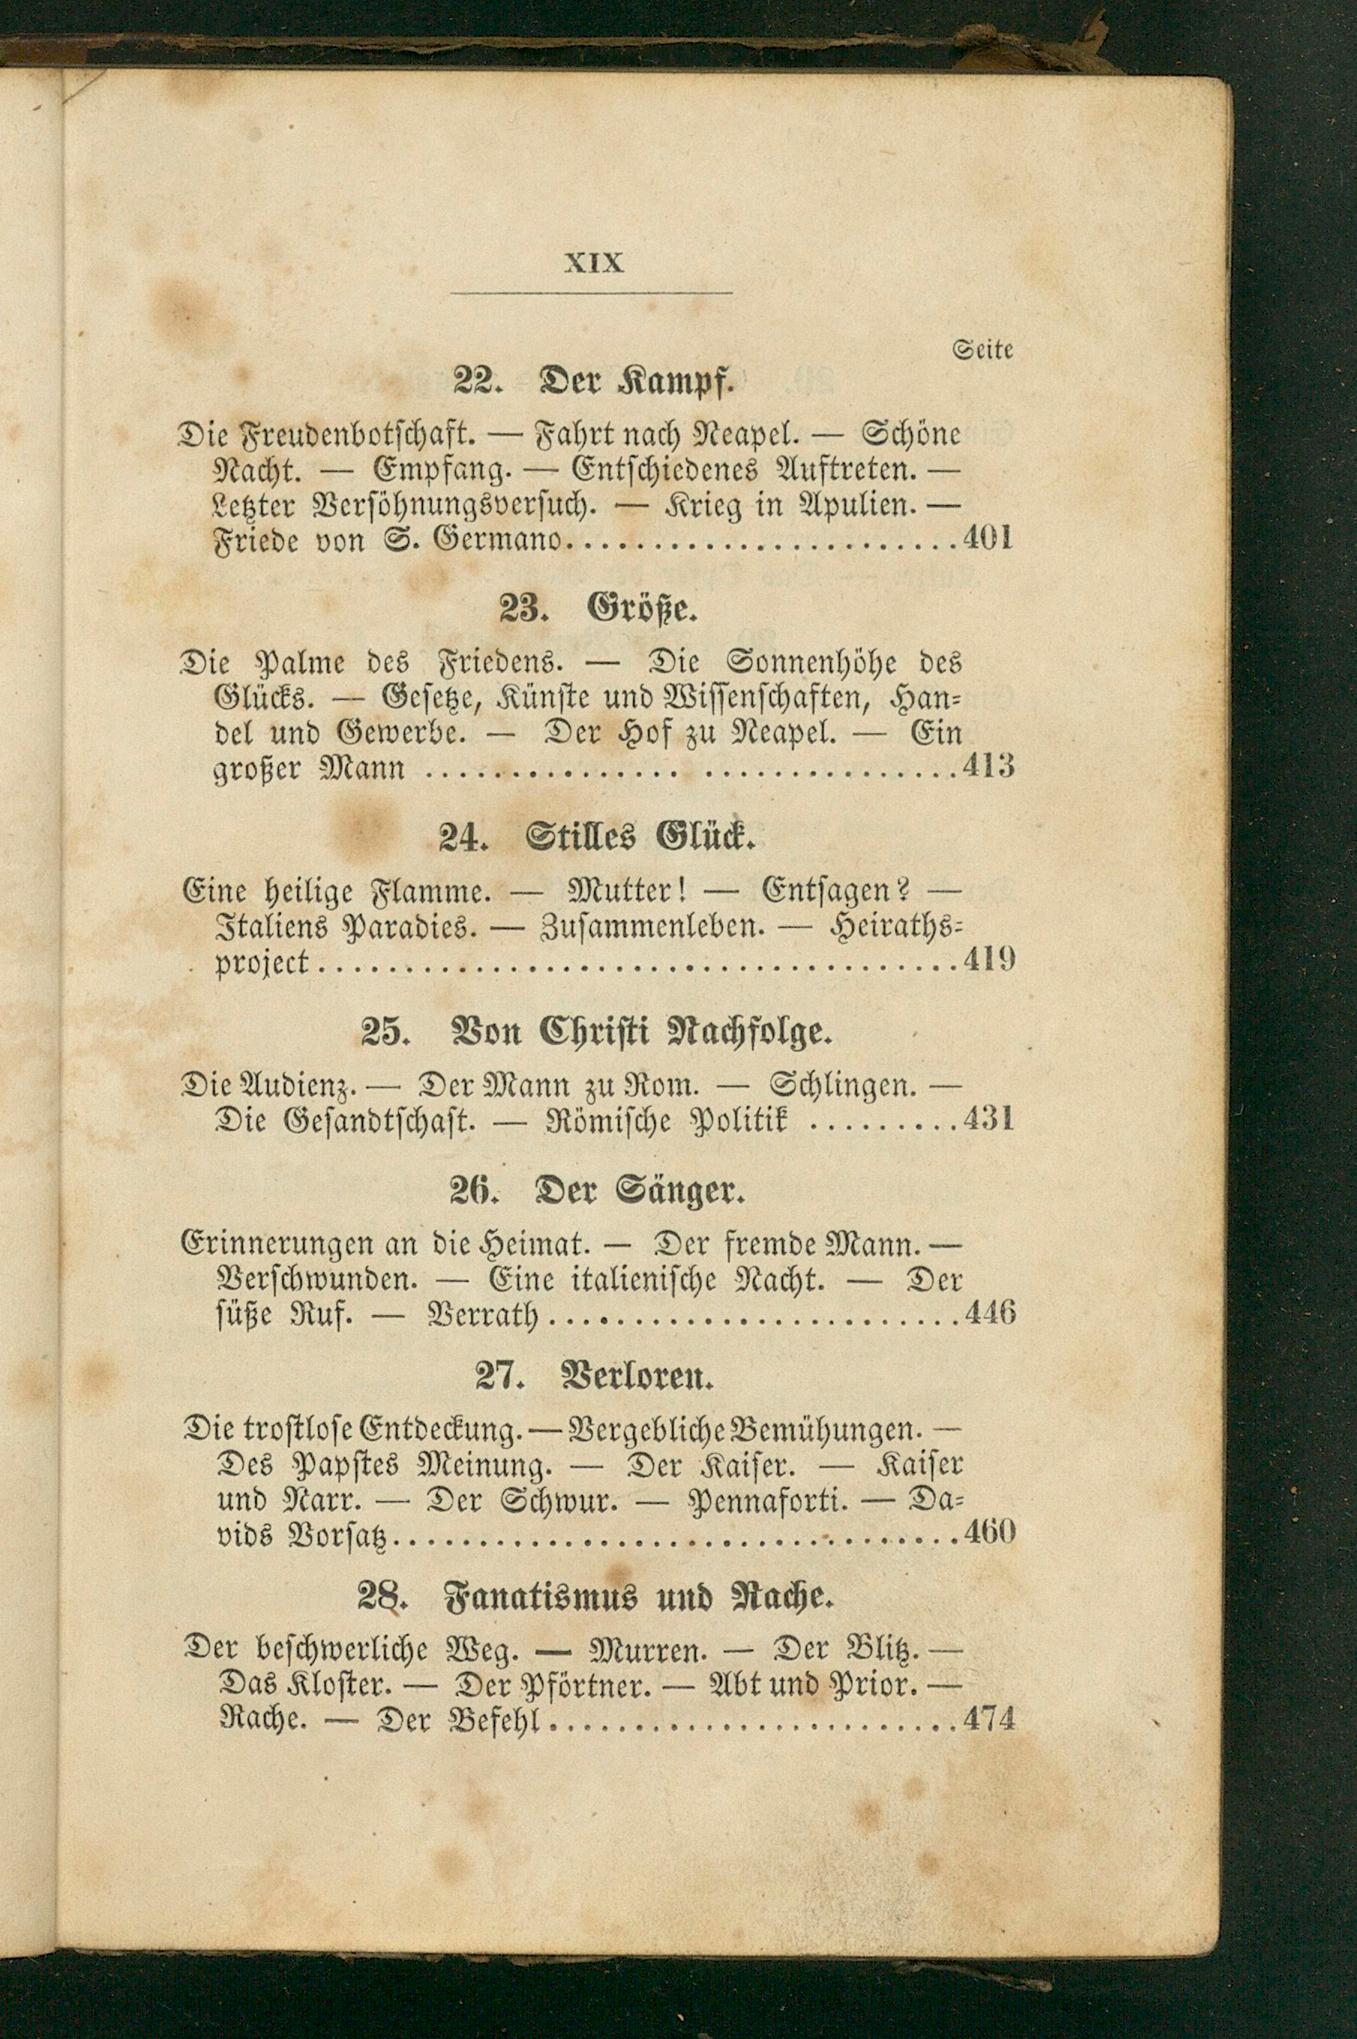 XIX
Seite
22. Der Kampf.
Die Freudenbotschaft. — Fahrt nach Neapel. — Schöne
Nacht. — Empfang. — Entschiedenes Auftreten. —
Letzter Versöhnungsversuch. — Krieg in Apulien. —
Friede von S. Germano.......................401
23. Größe.
Die Palme des Friedens. — Die Sonnenhöhe des
Glücks. — Gesetze, Künste und Wissenschaften, Han-
del und Gewerbe. — Der Hof zu Neapel. — Ein
großer Mann ..............................413
24. Stilles Glück.
Eine heilige Flamme. — Mutter! — Entsagen? —
Italiens Paradies. — Zusammenleben. — Heiraths-
project......................................419
25. Von Christi Nachfolge.
Die Audienz. — Der Mann zu Rom. — Schlingen. —
Die Gesandtschaft. — Römische Politik .........431
26. Der Sänger.
Erinnerungen an die Heimat. — Der fremde Mann. —
Verschwunden. — Eine italienische Nacht. — Der
süße Ruf. — Verrath.........................446
27. Verloren.
Die trostlose Entdeckung. — Vergebliche Bemühungen. —
Des Papstes Meinung. — Der Kaiser. — Kaiser
und Narr. — Der Schwur. — Pennaforti. — Da-
vids Vorsatz..................................460
28. Fanatismus und Rache.
Der beschwerliche Weg. — Murren. — Der Blitz. —
Das Kloster. — Der Pförtner. — Abt und Prior. —
Rache. — Der Befehl.........................474